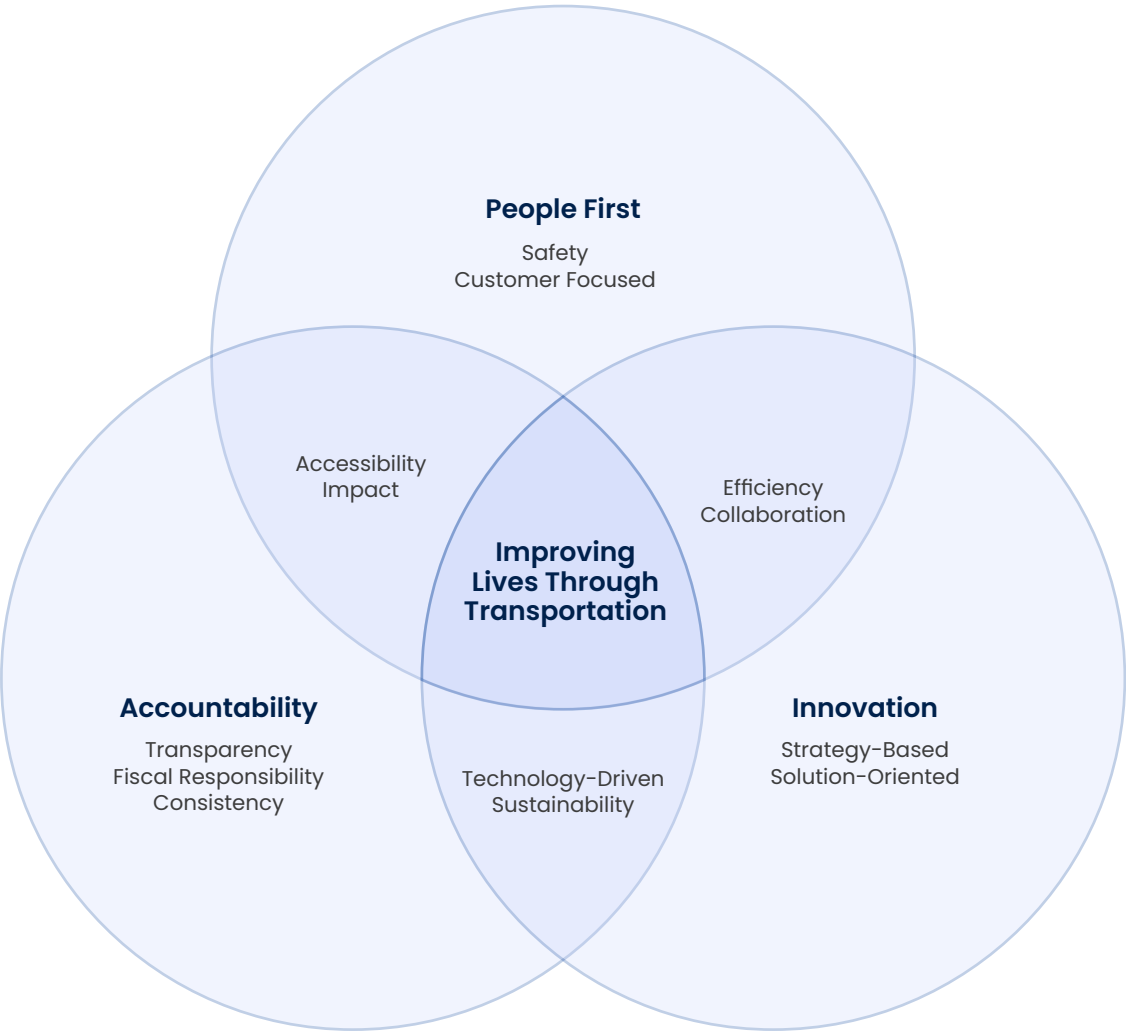 People First
Safety
Customer Focused
Accessibility
Impact
Efficiency
Collaboration
Improving
Lives Through
Transportation
Accountability
Transparency
Fiscal Responsibility
Consistency
Innovation
Strategy-Based
Solution-Oriented
Technology-Driven
Sustainability